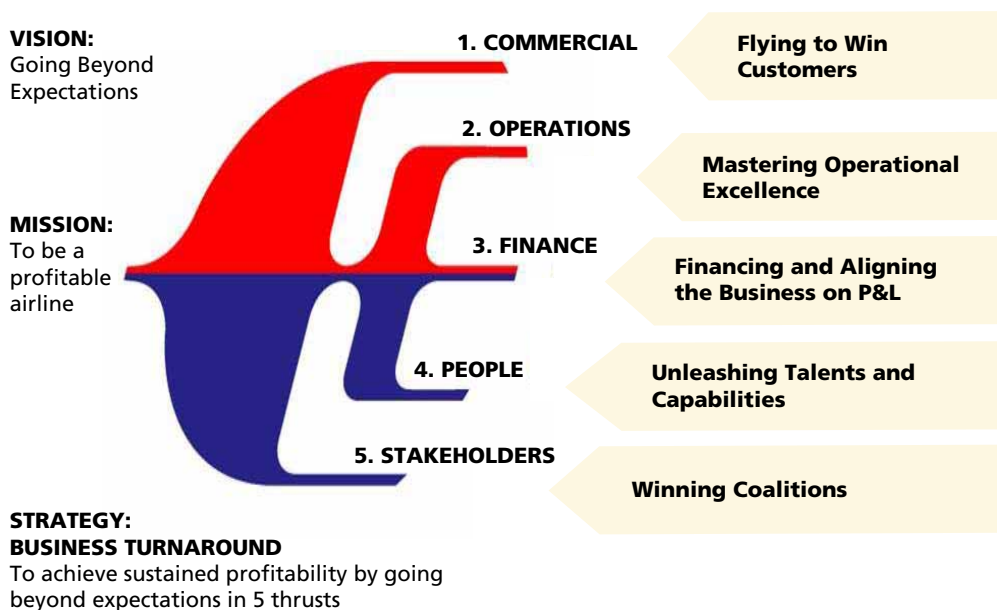 VISION:
Going Beyond
Expectations
1. COMMERCIAL
Flying to Win
Customers
2. OPERATIONS
Mastering Operational
Excellence
MISSION:
To be a
profitable
airline
3. FINANCE
Financing and Aligning
the Business on P&L
4. PEOPLE
Unleashing Talents and
Capabilities
5. STAKEHOLDERS
Winning Coalitions
STRATEGY:
BUSINESS TURNAROUND
To achieve sustained profitability by going
beyond expectations in 5 thrusts